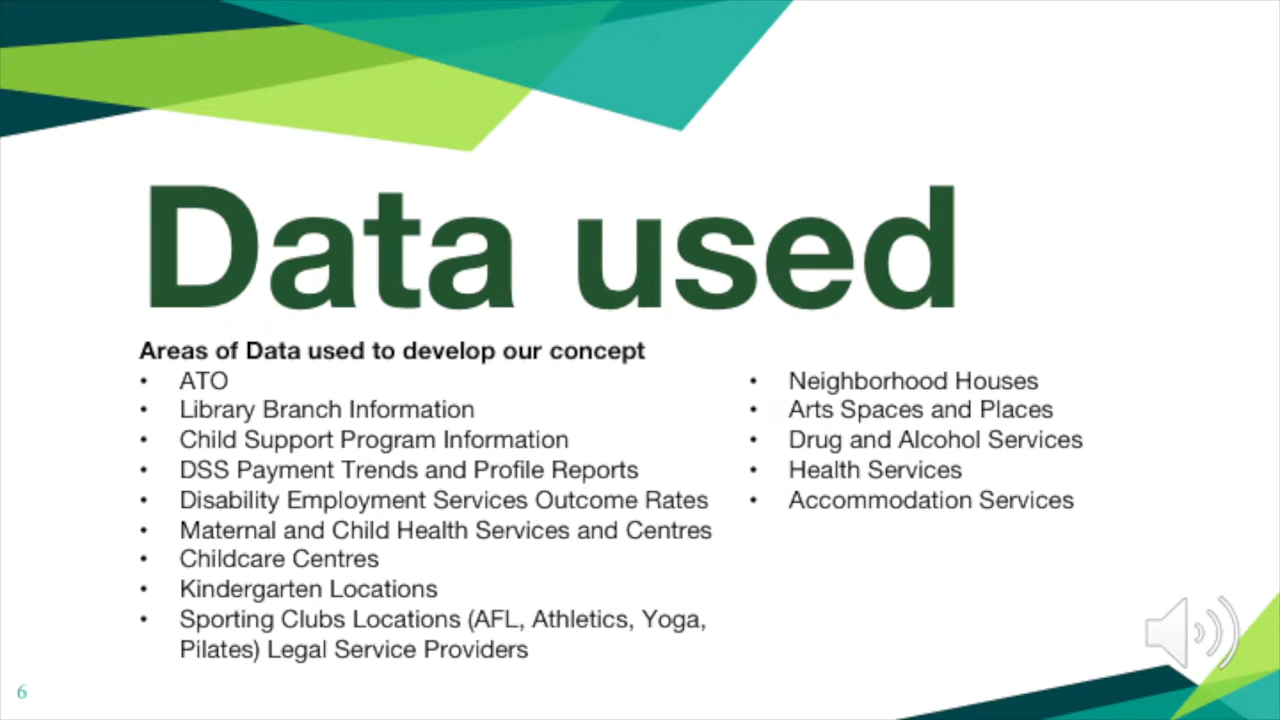 Data used
Areas of Data used to develop our concept
• ATO
• Library Branch Information
• Child Support Program Information
• DSS Payment Trends and Profile Reports
• Disability Employment Services Outcome Rates
• Maternal and Child Health Services and Centres
• Childcare Centres
• Kindergarten Locations
• Sporting Clubs Locations (AFL, Athletics, Yoga,
Pilates) Legal Service Providers
• Neighborhood Houses
• Arts Spaces and Places
• Drug and Alcohol Services
• Health Services
• Accommodation Services
6